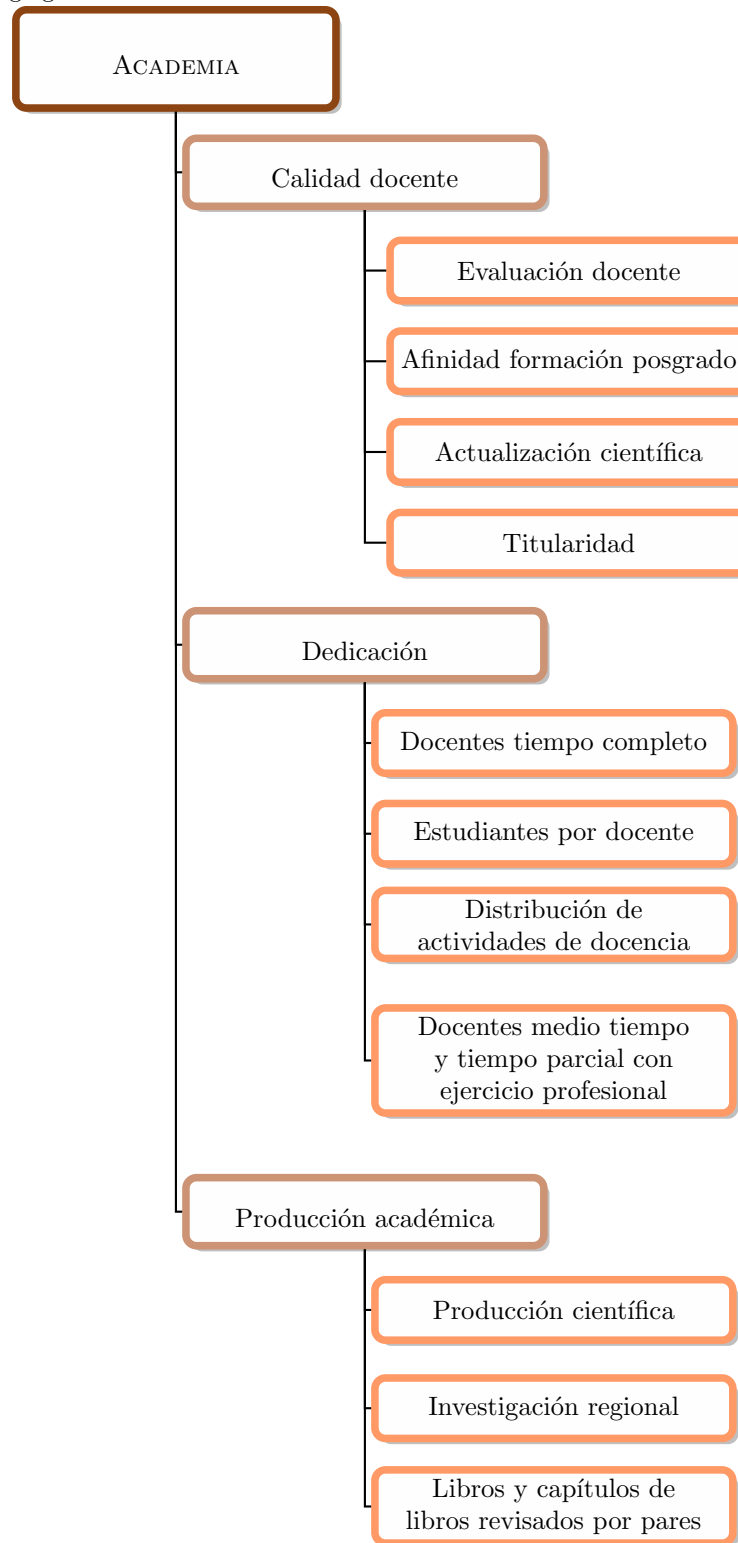 ACADEMIA
Calidad docente
Evaluación docente
Afinidad formación posgrado
Actualización científica
Titularidad
Dedicación
Docentes tiempo completo
Estudiantes por docente
Distribución de
actividades de docencia
Docentes medio tiempo
y tiempo parcial con
ejercicio profesional
Producción académica
Producción científica
Investigación regional
Libros y capítulos de
libros revisados por pares